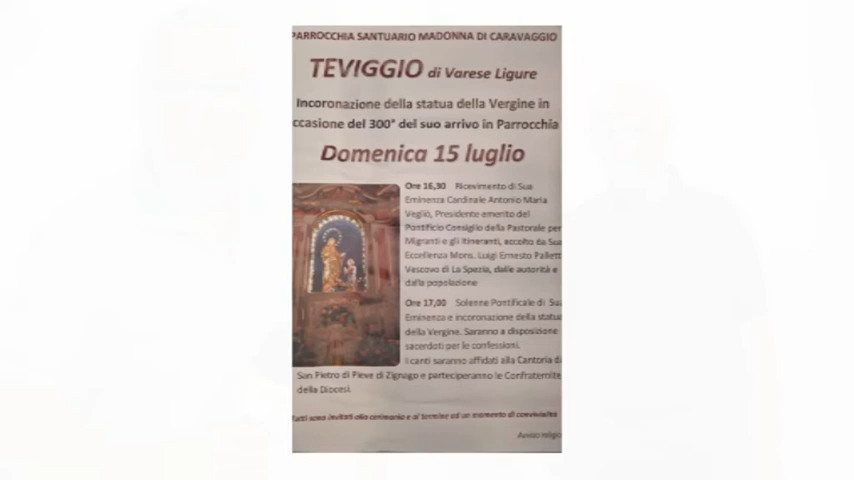 PARROCCHIA SANTUARIO MADONNA DI CARAVAGGIO
TEVIGGIO di Varese Ligure
Incoronazione della statua della Vergine in
ccasione del 300° del suo arrivo in Parrocchia
Domenica 15 luglio
Ore 16,30 Ricevimento di Sua
Eminenza Cardinale Antonio Maria
Vegliò, Presidente emerito del
Pontificio Consiglio della Pastorale per
Migranti e gli Itineranti, accolto da Sua
Eccellenza Mons. Luigi Ernesto Pallett
Vescovo di La Spezia, dalle autorità e
dalla popolazione
Ore 17,00 Solenne Pontificale di Sua
Eminenza e incoronazione della statua
della Vergine. Saranno a disposizione
sacerdoti per le confessioni.
I canti saranno affidati alla Cantoria di
San Pietro di Pieve di Zignago e parteciperanno le Confraternite
della Diocesi.
Tutti sono invitati alla cerimonia e al termine ad un momento di convivialità
Avviso religio